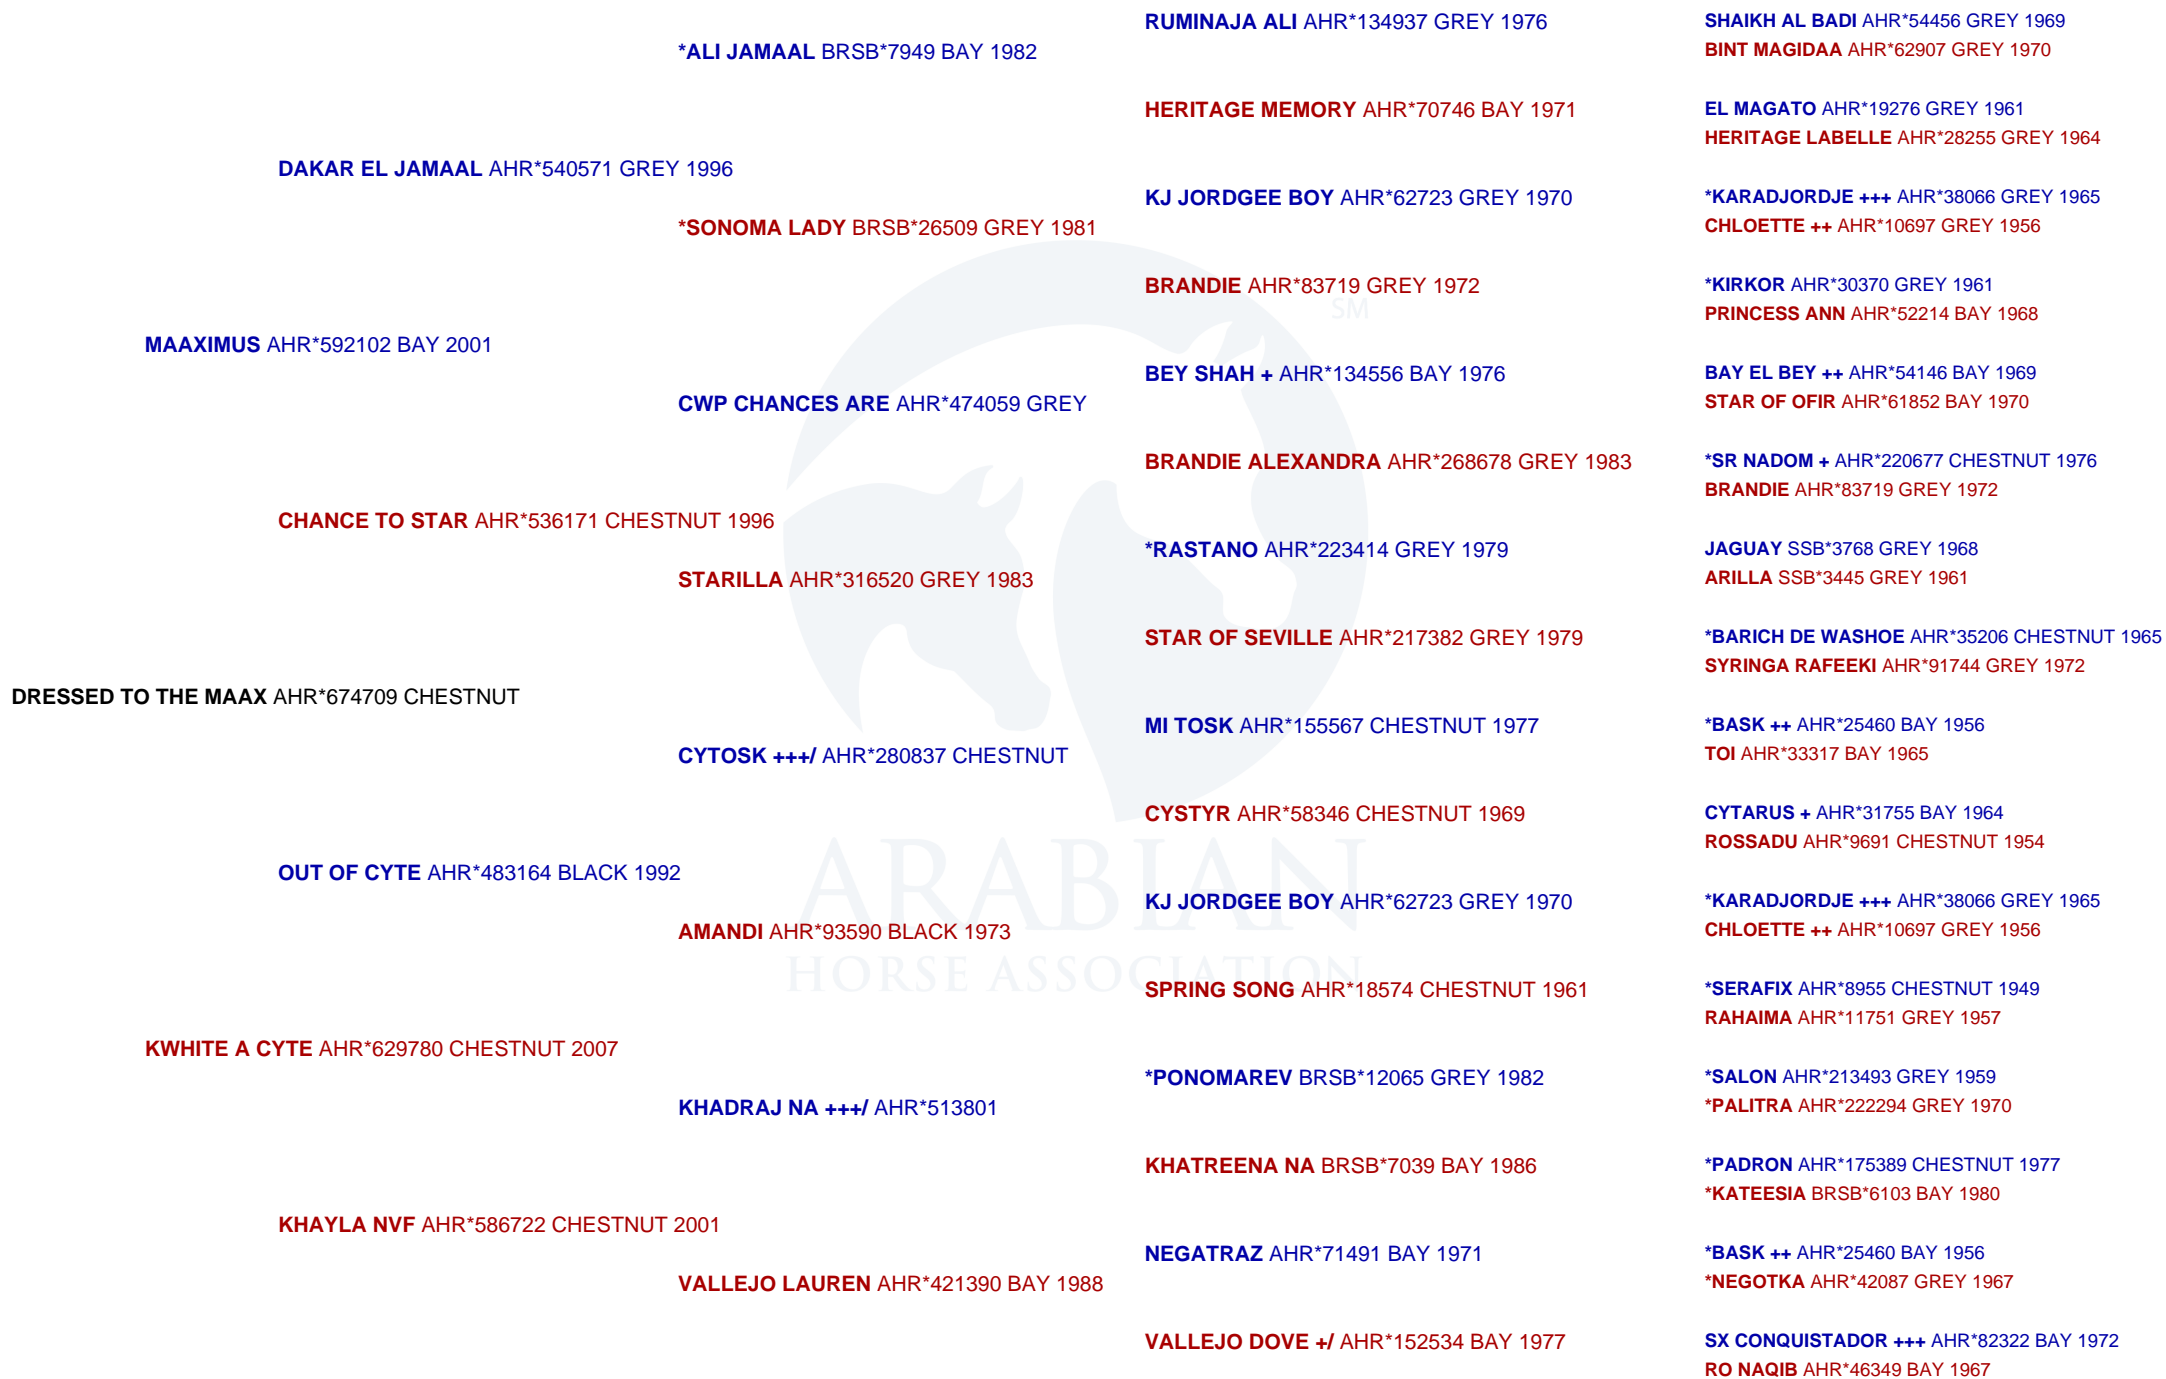 RUMINAJA ALI AHR*134937 GREY 1976
SHAIKH AL BADI AHR*54456 GREY 1969
*ALI JAMAAL BRSB*7949 BAY 1982
BINT MAGIDAA AHR*62907 GREY 1970
HERITAGE MEMORY AHR*70746 BAY 1971
EL MAGATO AHR*19276 GREY 1961
HERITAGE LABELLE AHR*28255 GREY 1964
DAKAR EL JAMAAL AHR*540571 GREY 1996
KJ JORDGEE BOY AHR*62723 GREY 1970
*KARADJORDJE +++ AHR*38066 GREY 1965
*SONOMA LADY BRSB*26509 GREY 1981
CHLOETTE ++ AHR*10697 GREY 1956
BRANDIE AHR*83719 GREY 1972
*KIRKOR AHR*30370 GREY 1961
SM
PRINCESS ANN AHR*52214 BAY 1968
MAAXIMUS AHR*592102 BAY 2001
BEY SHAH + AHR*134556 BAY 1976
BAY EL BEY ++ AHR*54146 BAY 1969
CWP CHANCES ARE AHR*474059 GREY
STAR OF OFIR AHR*61852 BAY 1970
BRANDIE ALEXANDRA AHR*268678 GREY 1983
*SR NADOM + AHR*220677 CHESTNUT 1976
BRANDIE AHR*83719 GREY 1972
CHANCE TO STAR AHR*536171 CHESTNUT 1996
*RASTANO AHR*223414 GREY 1979
JAGUAY SSB*3768 GREY 1968
STARILLA AHR*316520 GREY 1983
ARILLA SSB*3445 GREY 1961
STAR OF SEVILLE AHR*217382 GREY 1979
*BARICH DE WASHOE AHR*35206 CHESTNUT 1965
SYRINGA RAFEEKI AHR*91744 GREY 1972
DRESSED TO THE MAAX AHR*674709 CHESTNUT
MI TOSK AHR*155567 CHESTNUT 1977
*BASK ++ AHR*25460 BAY 1956
CYTOSK +++/ AHR*280837 CHESTNUT
TOI AHR*33317 BAY 1965
CYSTYR AHR*58346 CHESTNUT 1969
CYTARUS + AHR*31755 BAY 1964
ROSSADU AHR*9691 CHESTNUT 1954
OUT OF CYTE AHR*483164 BLACK 1992
ARABIAN
KJ JORDGEE BOY AHR*62723 GREY 1970
*KARADJORDJE +++ AHR*38066 GREY 1965
AMANDI AHR*93590 BLACK 1973
CHLOETTE ++ AHR*10697 GREY 1956
HORSE ASSOCIATION
SPRING SONG AHR*18574 CHESTNUT 1961
*SERAFIX AHR*8955 CHESTNUT 1949
RAHAIMA AHR*11751 GREY 1957
KWHITE A CYTE AHR*629780 CHESTNUT 2007
*PONOMAREV BRSB*12065 GREY 1982
*SALON AHR*213493 GREY 1959
KHADRAJ NA +++/ AHR*513801
*PALITRA AHR*222294 GREY 1970
KHATREENA NA BRSB*7039 BAY 1986
*PADRON AHR*175389 CHESTNUT 1977
*KATEESIA BRSB*6103 BAY 1980
KHAYLA NVF AHR*586722 CHESTNUT 2001
NEGATRAZ AHR*71491 BAY 1971
*BASK ++ AHR*25460 BAY 1956
VALLEJO LAUREN AHR*421390 BAY 1988
*NEGOTKA AHR*42087 GREY 1967
VALLEJO DOVE +/ AHR*152534 BAY 1977
SX CONQUISTADOR +++ AHR*82322 BAY 1972
RO NAQIB AHR*46349 BAY 1967